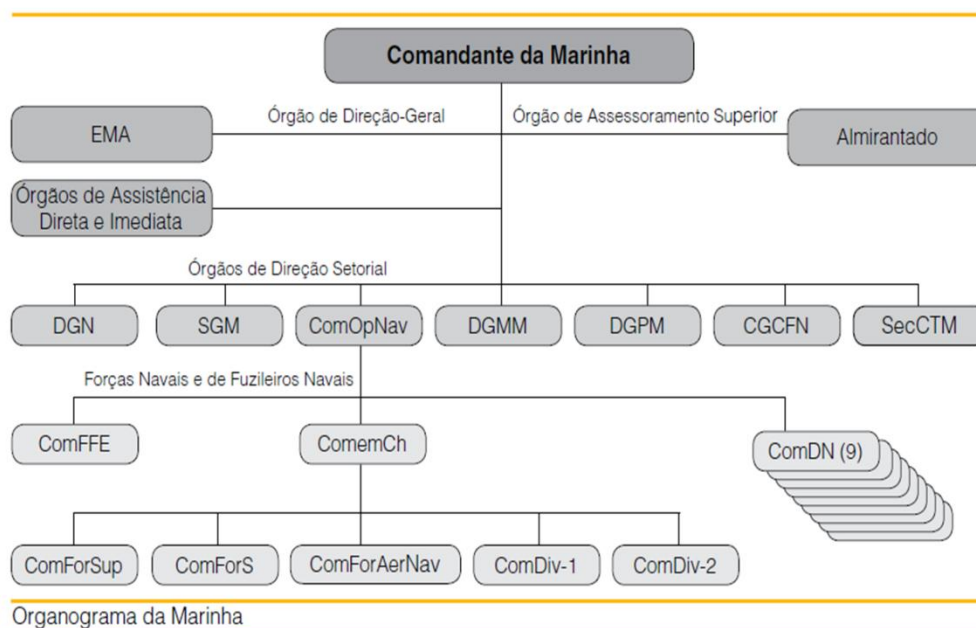 Comandante da Marinha
Órgão de Direção-Geral
Órgão de Assessoramento Superior
EMA
Almirantado
Órgãos de Assistência
Direta e Imediata
Órgãos de Direção Setorial
DGN
SGM
ComOpNav
DGMM
DGPM
CGCFN
SecCTM
Forças Navais e de Fuzileiros Navais
ComFFE
ComemCh
ComDN (9)
ComForSup
ComForS
ComForAerNav
ComDiv-1
ComDiv-2
Organograma da Marinha